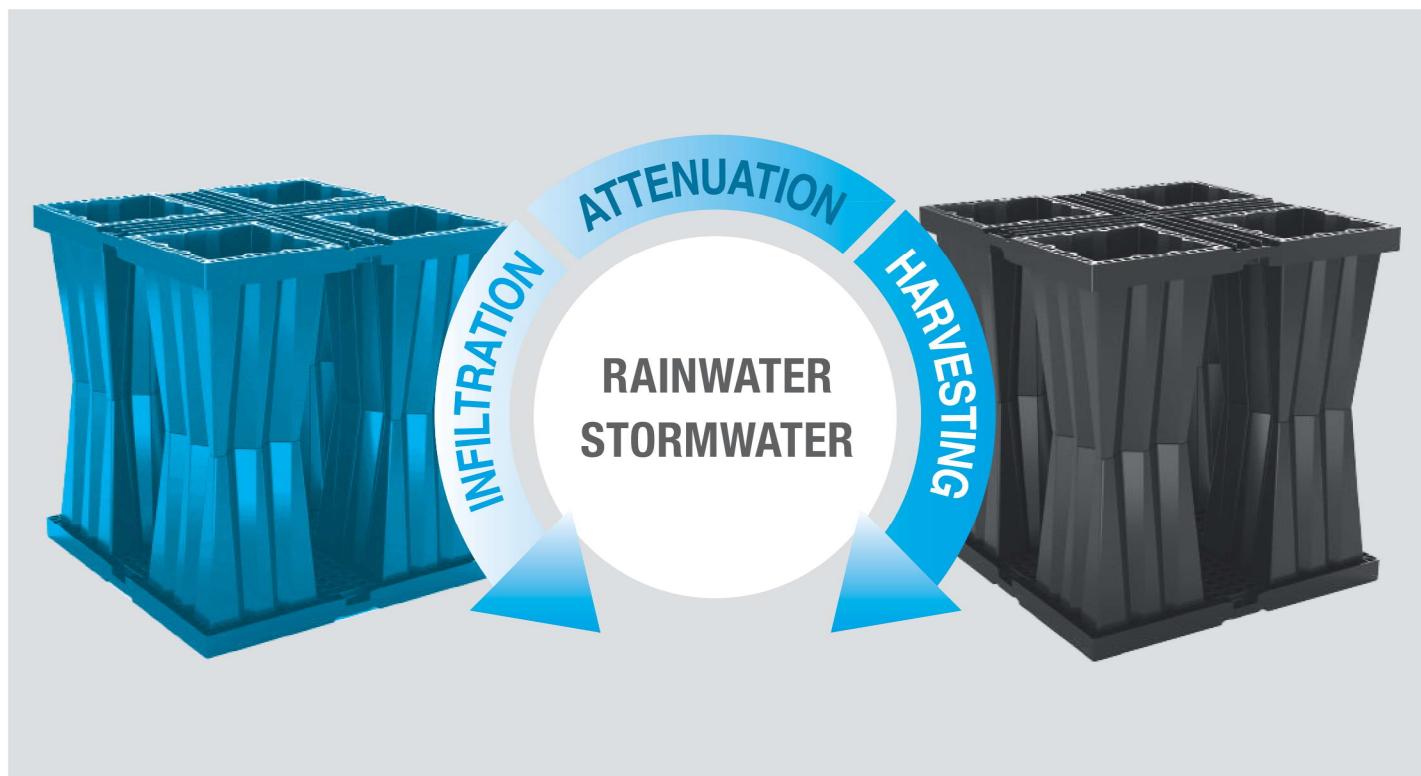 INFILTRATION
ATTENUATION
HARVESTING
RAINWATER
STORMWATER